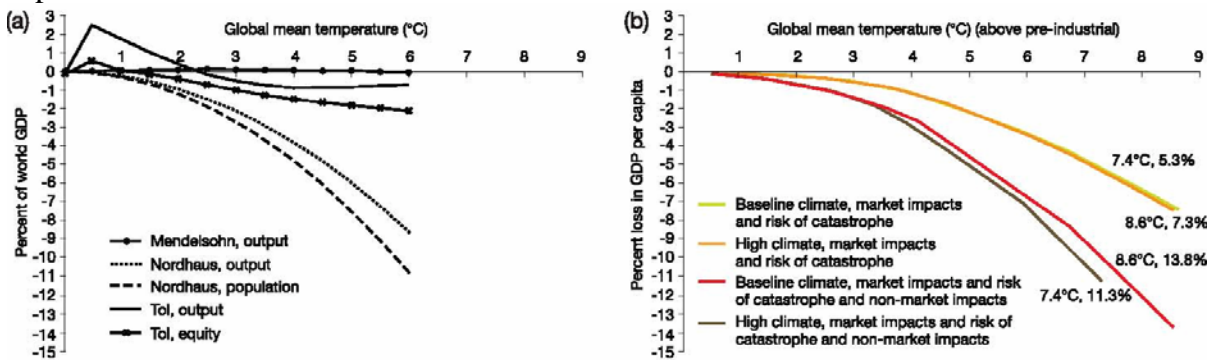 (a)
Global mean temperature (°C)
3
2
1
0
-1
-2
-3
-4
-5
-6
-7
-8
-9
-10
-11
-12
-13
-14
-15
1 2 3 4 5 6 7 8 9
Percent of world GDP
Mendelsohn, output
Nordhaus, output
Nordhaus, population
Tol, output
Tol, equity
(b)
Global mean temperature (°C) (above pre-industrial)
3
2
1
0
-1
-2
-3
-4
-5
-6
-7
-8
-9
-10
-11
-12
-13
-14
-15
1 2 3 4 5 6 7 8 9
Percent loss in GDP per capita
7.4°C, 5.3%
8.6°C, 7.3%
8.6°C, 13.8%
7.4°C, 11.3%
Baseline climate, market impacts
and risk of catastrophe
High climate, market impacts
and risk of catastrophe
Baseline climate, market impacts and risk
of catastrophe and non-market impacts
High climate, market impacts and risk of
catastrophe and non-market impacts